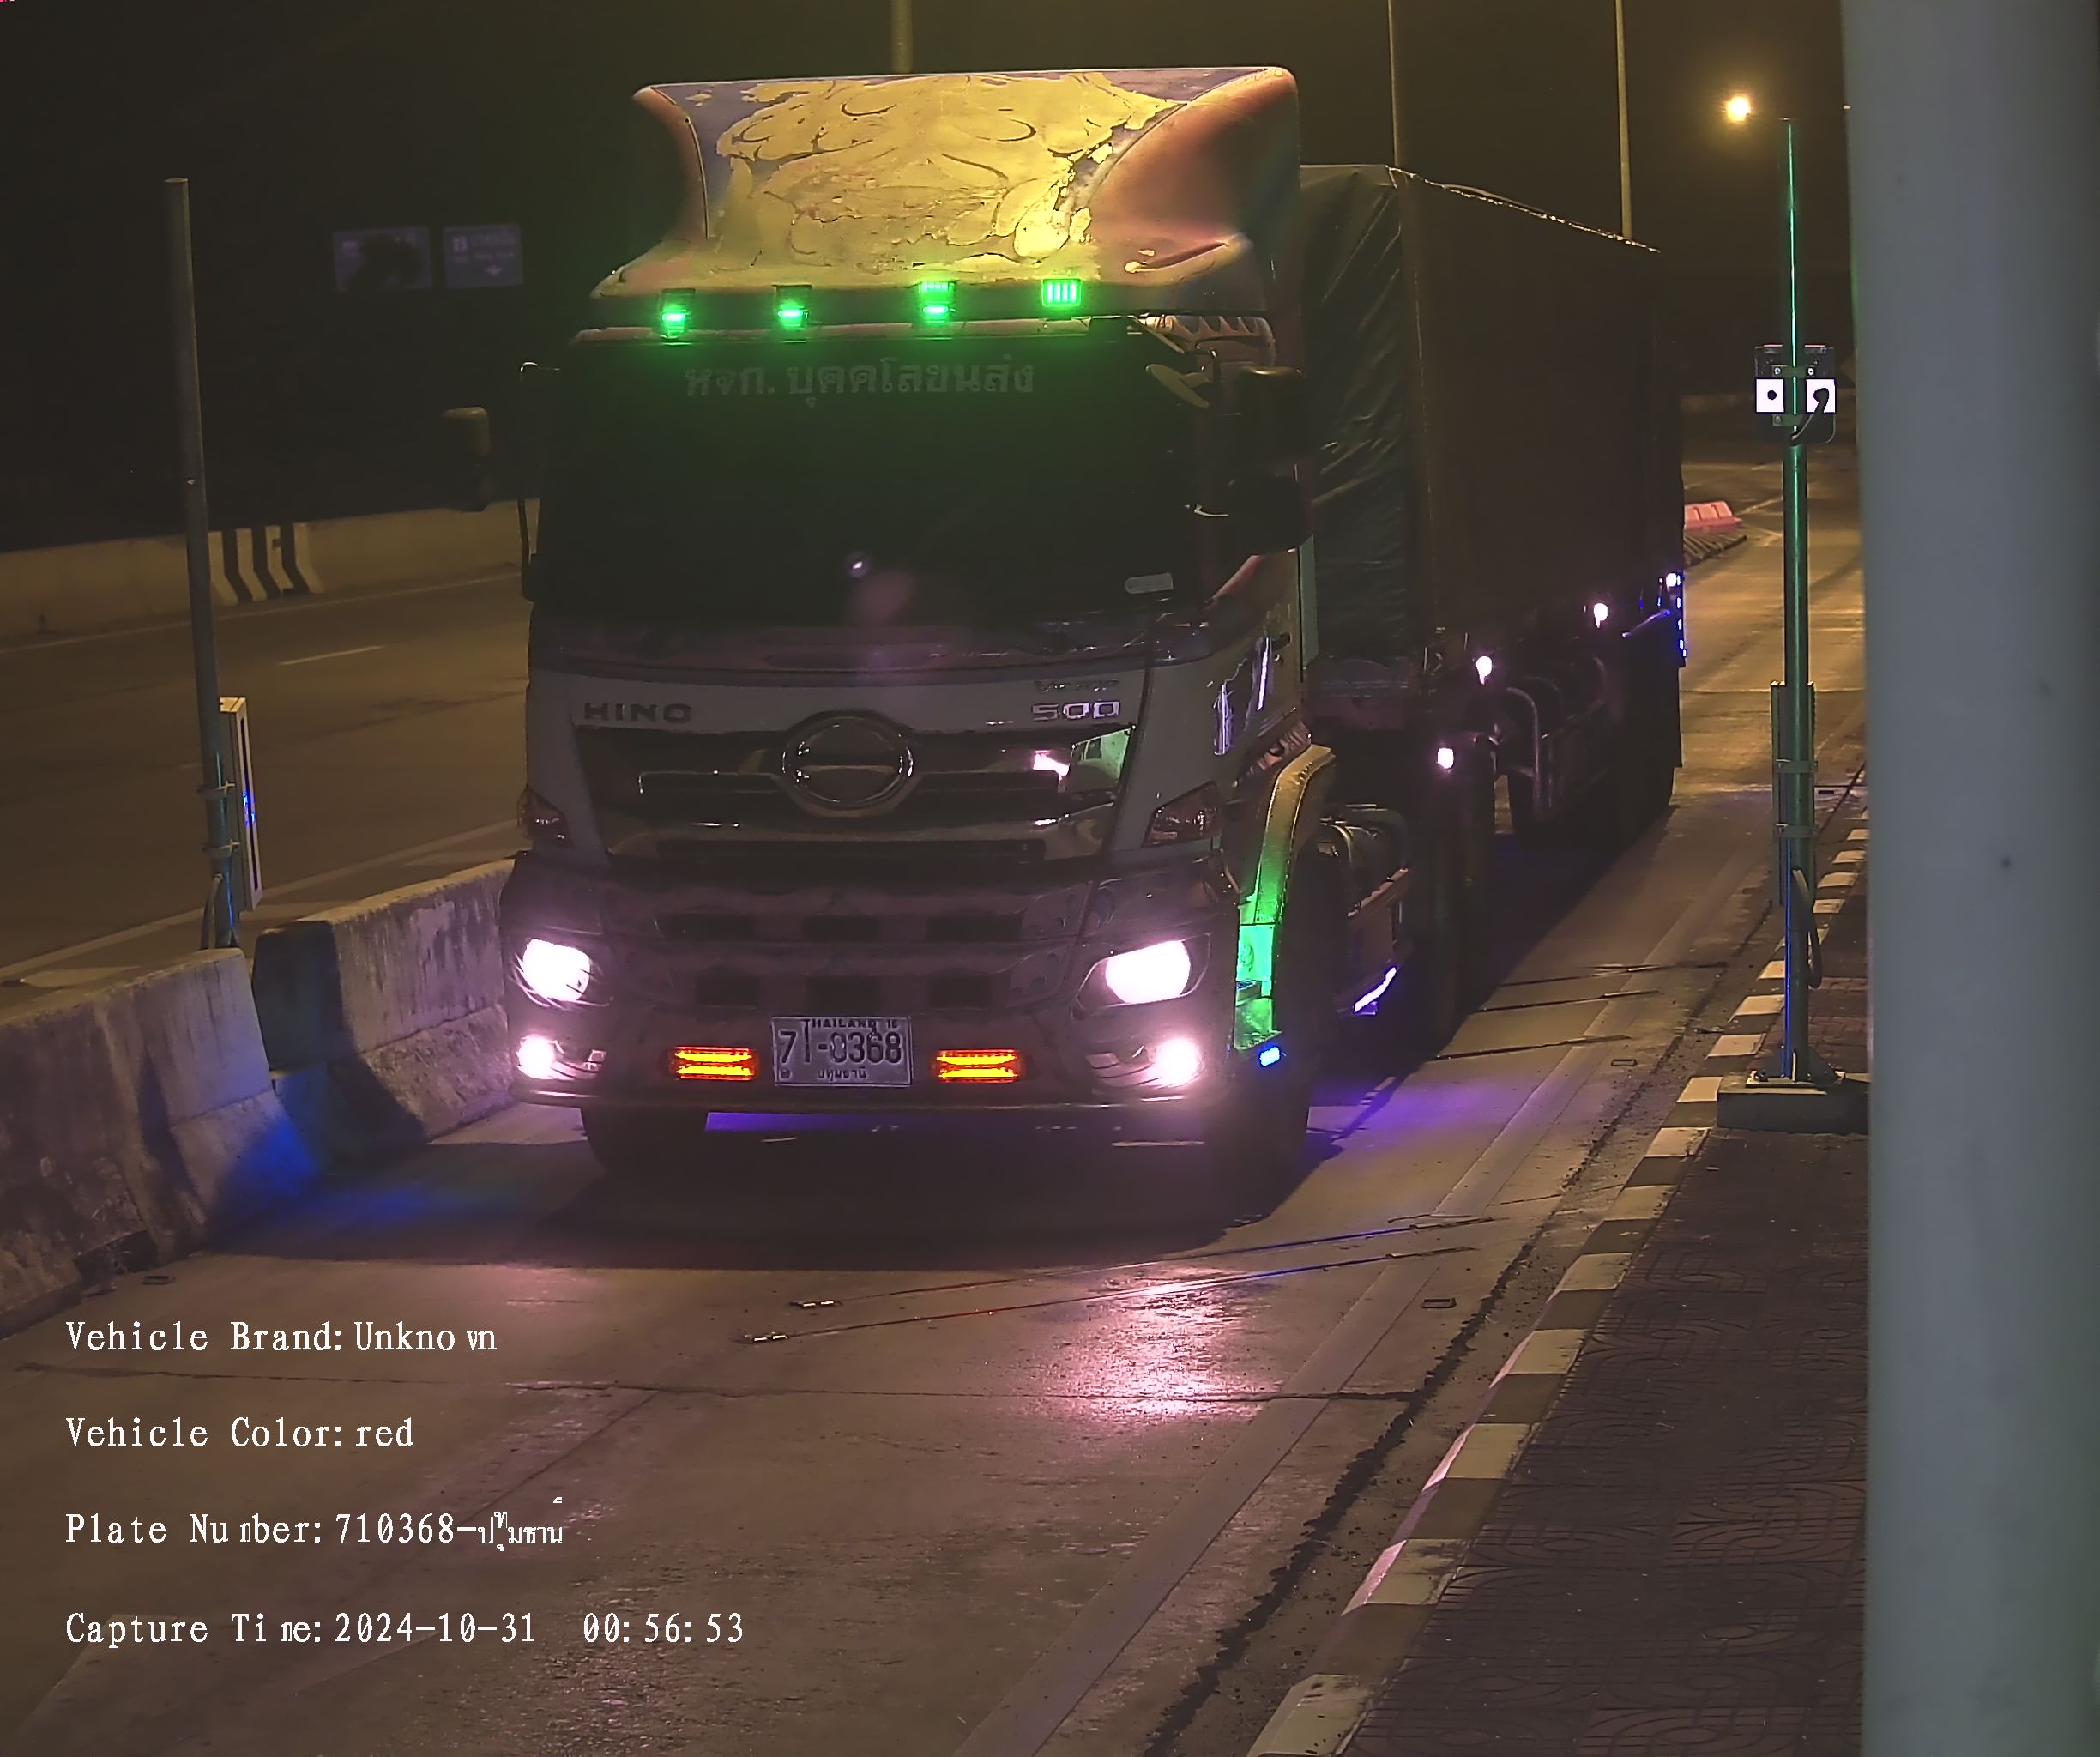 หจก. บุคคโลขนส่ง
HINO
500
THAILAND 16
71-0368
ปทุมธานี
Vehicle Brand:Unknown
Vehicle Color:red
Plate Number:710368-ปทุมธานี
Capture Time:2024-10-31 00:56:53